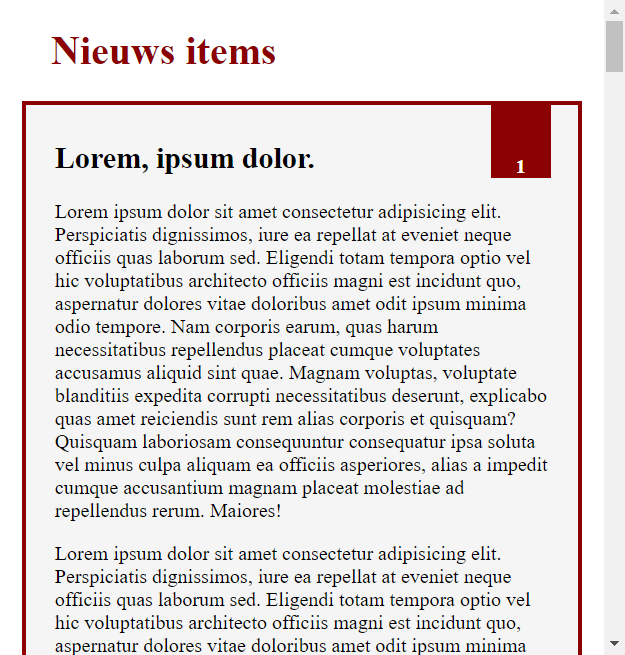 Nieuws items
Lorem, ipsum dolor.
1
Lorem ipsum dolor sit amet consectetur adipisicing elit.
Perspiciatis dignissimos, iure ea repellat at eveniet neque
officiis quas laborum sed. Eligendi totam tempora optio vel
hic voluptatibus architecto officiis magni est incidunt quo,
aspernatur dolores vitae doloribus amet odit ipsum minima
odio tempore. Nam corporis earum, quas harum
necessitatibus repellendus placeat cumque voluptates
accusamus aliquid sint quae. Magnam voluptas, voluptate
blanditiis expedita corrupti necessitatibus deserunt, explicabo
quas amet reiciendis sunt rem alias corporis et quisquam?
Quisquam laboriosam consequuntur consequatur ipsa soluta
vel minus culpa aliquam ea officiis asperiores, alias a impedit
cumque accusantium magnam placeat molestiae ad
repellendus rerum. Maiores!
Lorem ipsum dolor sit amet consectetur adipisicing elit.
Perspiciatis dignissimos, iure ea repellat at eveniet neque
officiis quas laborum sed. Eligendi totam tempora optio vel
hic voluptatibus architecto officiis magni est incidunt quo,
aspernatur dolores vitae doloribus amet odit ipsum minima